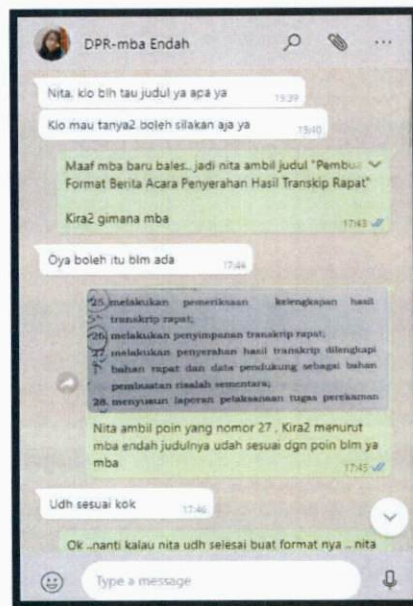 DPR-mba Endah
Nita, klo blh tau judul ya apa ya
15:39
Klo mau tanya2 boleh silakan aja ya
15:40
Maaf mba baru bales.. jadi nita ambil judul "Pembua
Format Berita Acara Penyerahan Hasil Transkip Rapat"
Kira2 gimana mba
17:43
Oya boleh itu blm ada
17:44
25. melakukan pemeriksaan kelengkapan hasil
transkrip rapat;
26. melakukan penyimpanan transkrip rapat;
27. melakukan penyerahan hasil transkrip dilengkapi
bahan rapat dan data pendukung sebagai bahan
pembuatan risalah sementara;
28. menyusun laporan pelaksanaan tugas perekaman
Nita ambil poin yang nomor 27 , Kira2 menurut
mba endah judulnya udah sesuai dgn poin blm ya
mba
17:45
Udh sesuai kok
17:46
Ok ..nanti kalau nita udh selesai buat format nya .. nita
Type a message